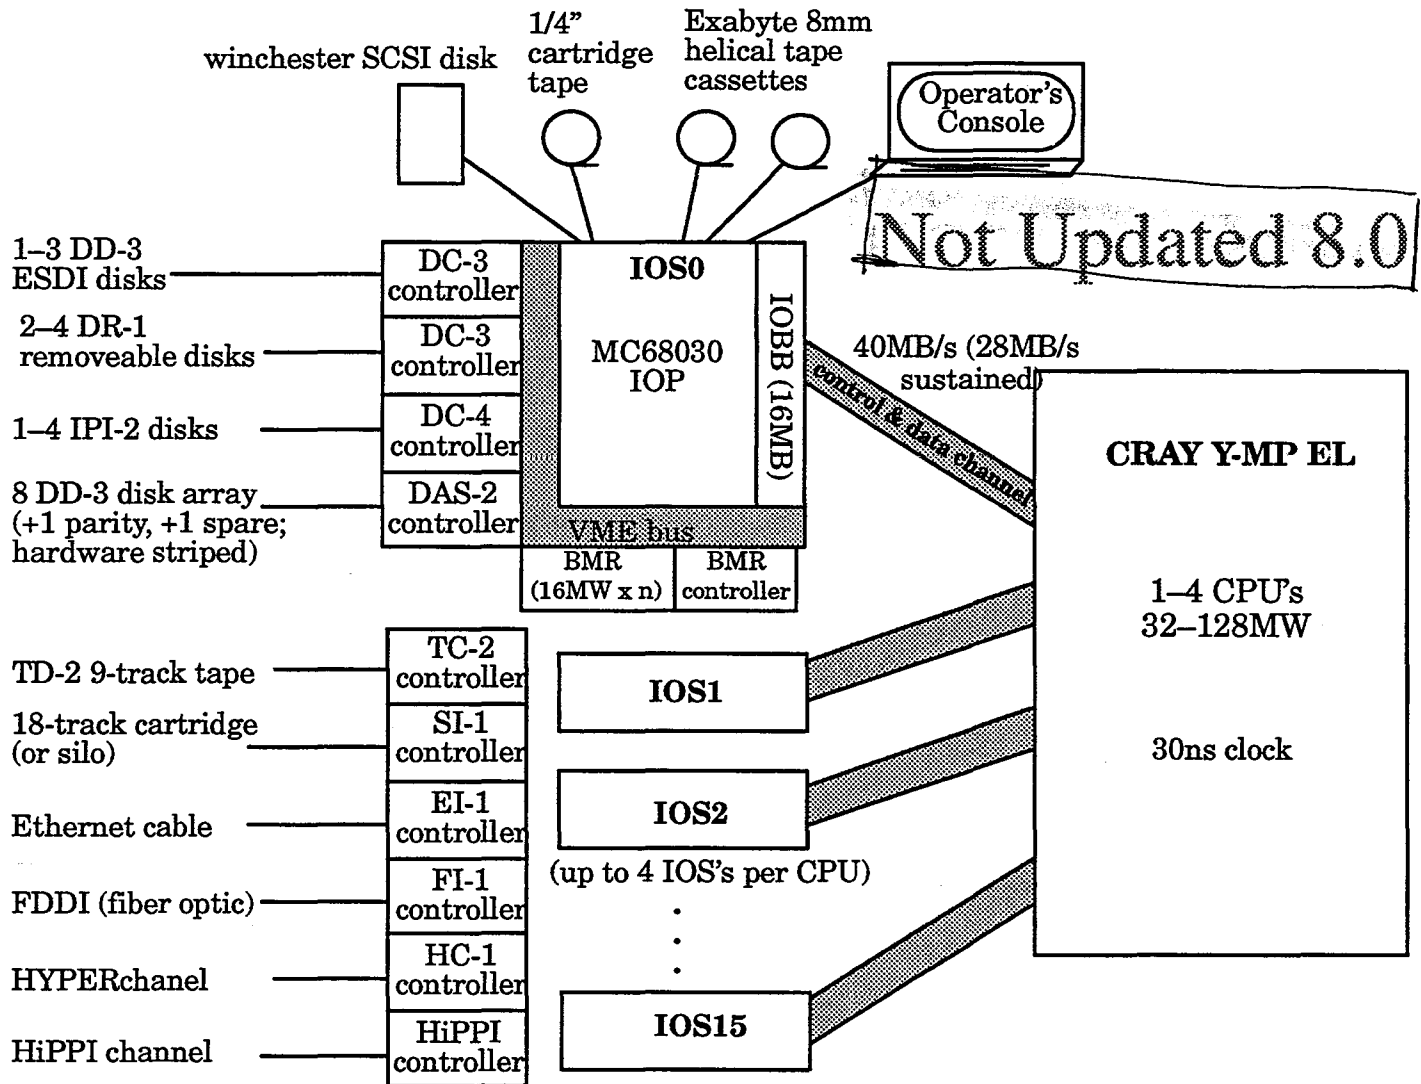 winchester SCSI disk
1/4”
cartridge
tape
Exabyte 8mm
helical tape
cassettes
Operator's
Console
Not Updated 8.0
1–3 DD-3
ESDI disks
2–4 DR-1
removeable disks
1–4 IPI-2 disks
8 DD-3 disk array
(+1 parity, +1 spare;
hardware striped)
DC-3
controller
DC-3
controller
DC-4
controller
DAS-2
controller
IOS0
MC68030
IOP
IOBB (16MB)
VME bus
BMR
(16MW x n)
BMR
controller
40MB/s (28MB/s
sustained)
control & data channel
CRAY Y-MP EL
1–4 CPU's
32–128MW
30ns clock
TD-2 9-track tape
18-track cartridge
(or silo)
Ethernet cable
FDDI (fiber optic)
HYPERchanel
HiPPI channel
TC-2
controller
SI-1
controller
EI-1
controller
FI-1
controller
HC-1
controller
HiPPI
controller
IOS1
IOS2
(up to 4 IOS's per CPU)
IOS15